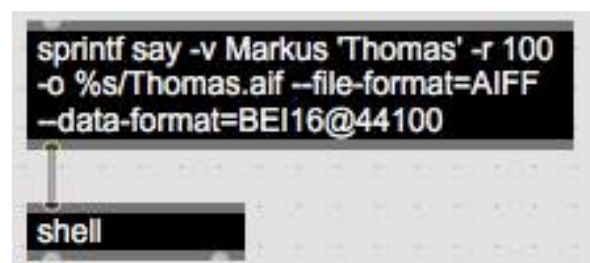 sprintf say -v Markus 'Thomas' -r 100
-o %s/Thomas.aif --file-format=AIFF
--data-format=BEI16@44100
shell